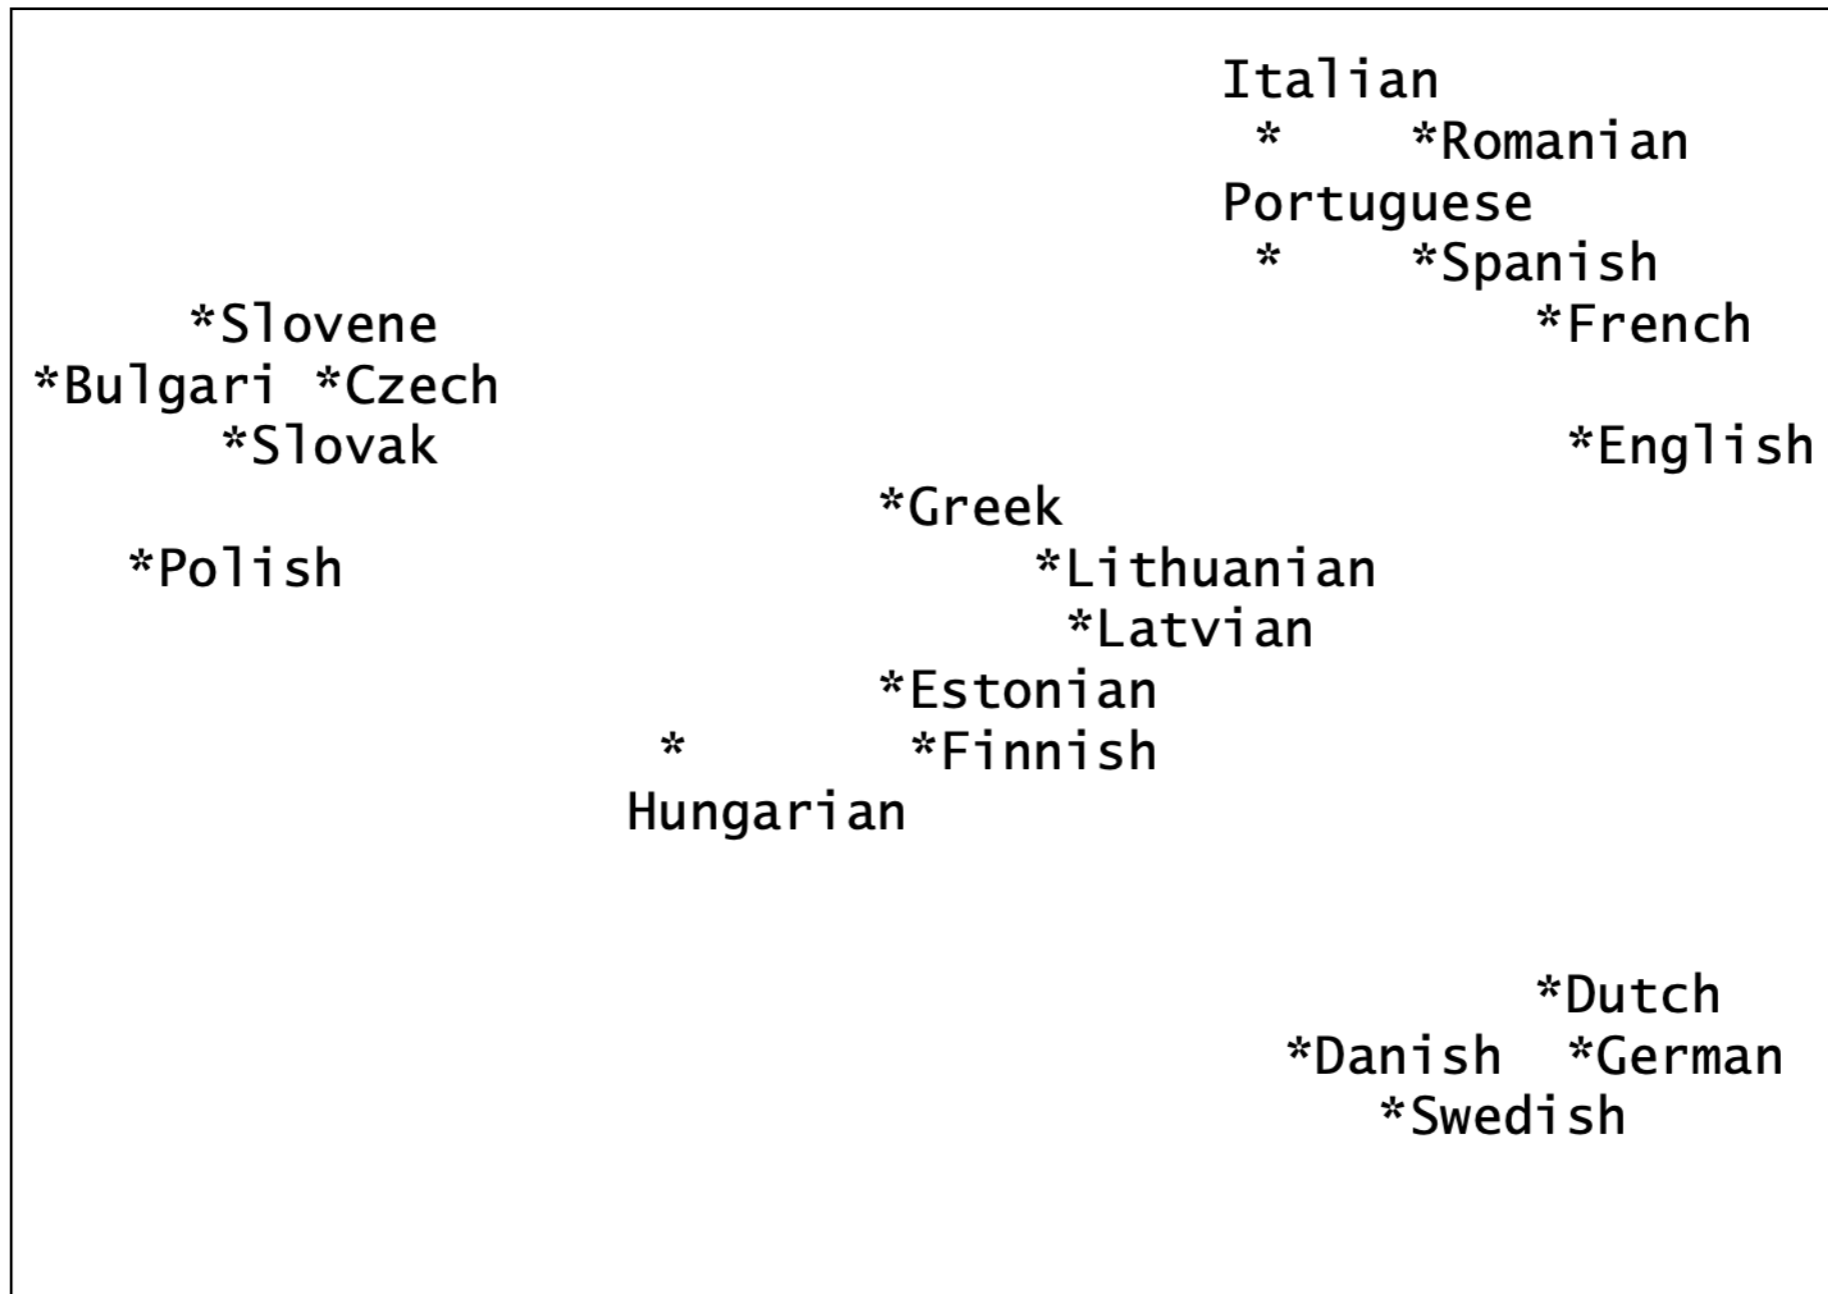 Italian
* *Romanian
Portuguese
* *Spanish
*Slovene *French
*Bulgari *Czech
*Slovak *English
*Greek
*Polish *Lithuanian
*Latvian
*Estonian
* *Finnish
Hungarian
*Dutch
*Danish *German
*Swedish